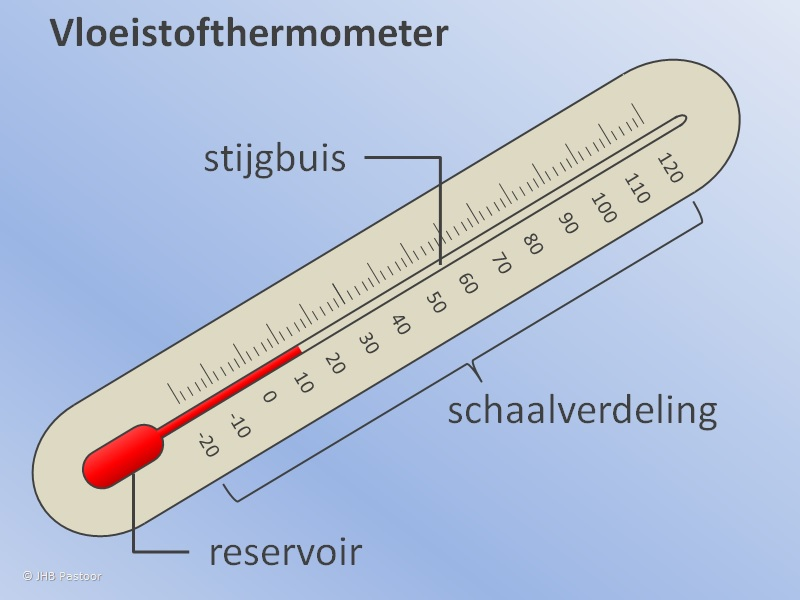 Vloeistofthermometer
stijgbuis
-20 -10 0 10 20 30 40 50 60 70 80 90 100 110 120
schaalverdeling
reservoir
© JHB Pastoor